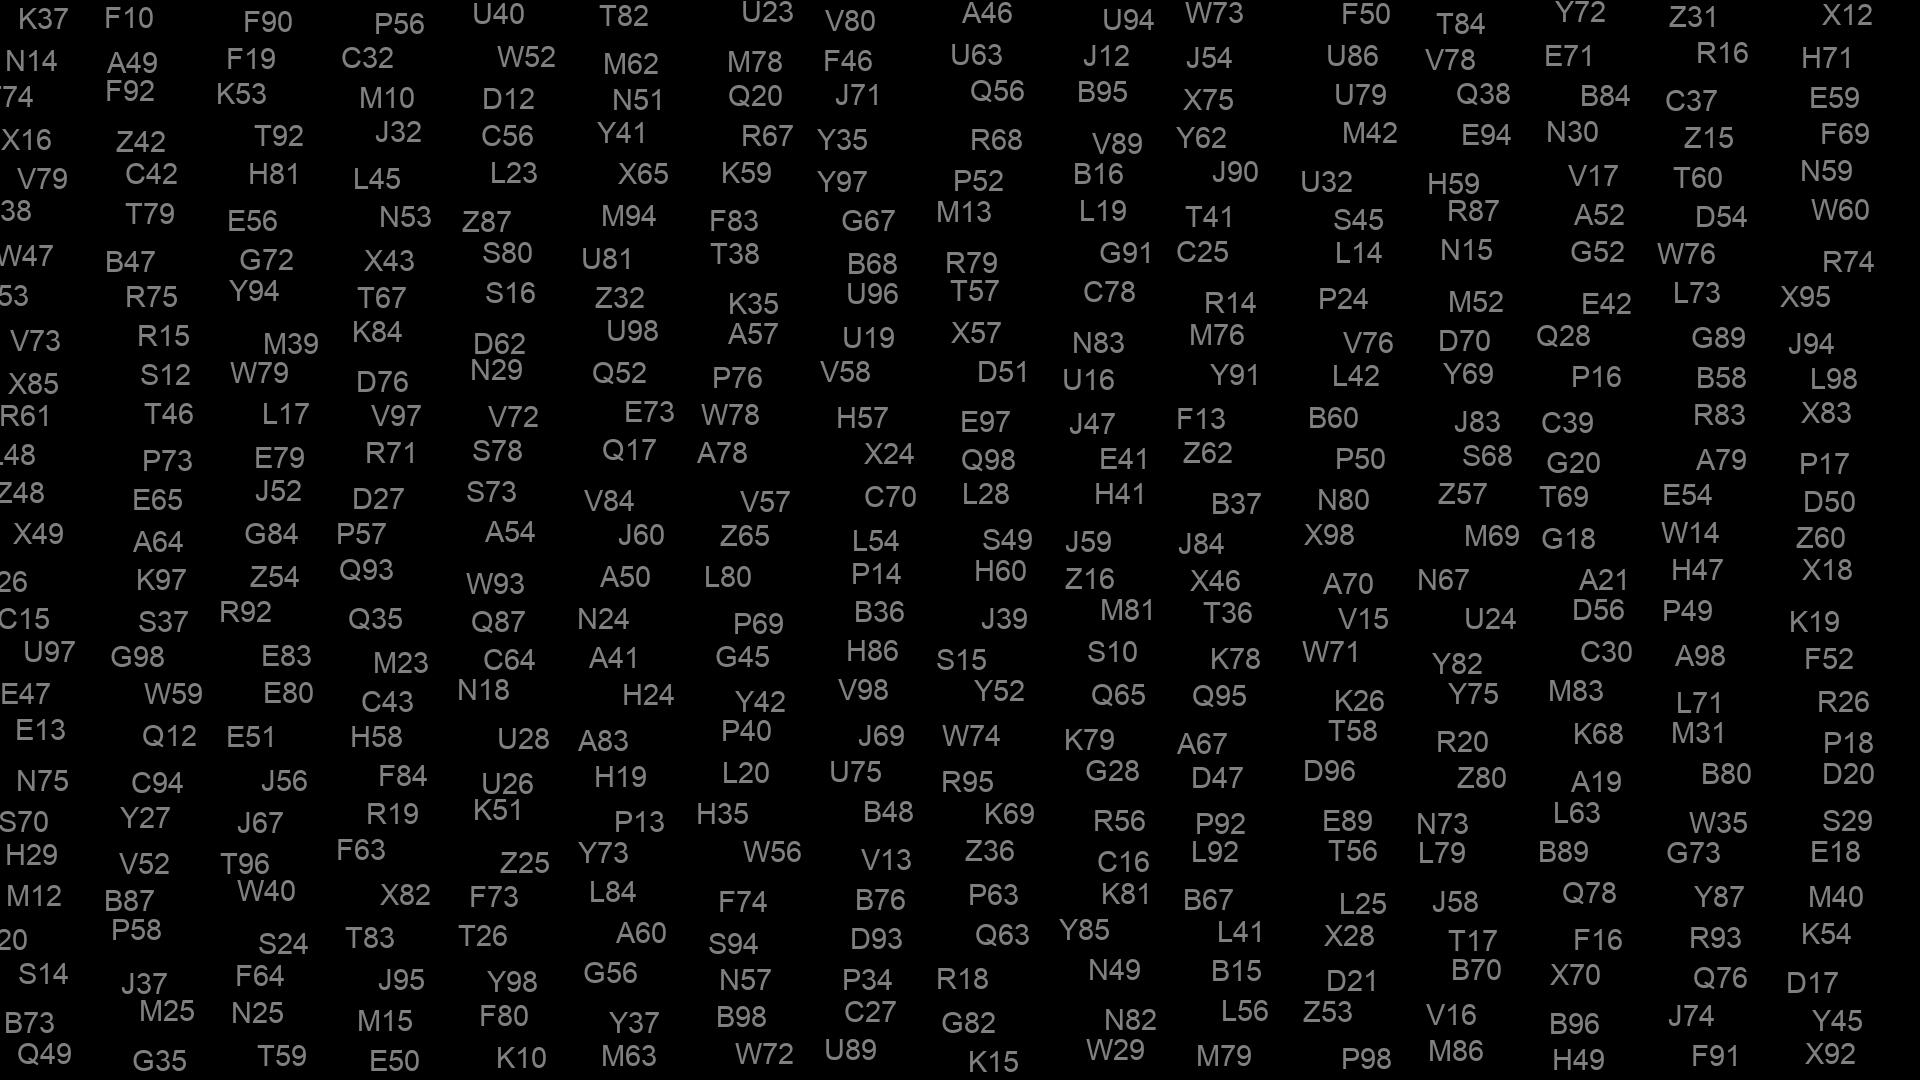 K37 F10 F90 P56 U40 T82 U23 V80 A46 U94 W73 F50 T84 Y72 Z31 X12
N14 A49 F19 C32 W52 M62 M78 F46 U63 J12 J54 U86 V78 E71 R16 H71
74 F92 K53 M10 D12 N51 Q20 J71 Q56 B95 X75 U79 Q38 B84 C37 E59
X16 Z42 T92 J32 C56 Y41 R67 Y35 R68 V89 Y62 M42 E94 N30 Z15 F69
V79 C42 H81 L45 L23 X65 K59 Y97 P52 B16 J90 U32 H59 V17 T60 N59
38 T79 E56 N53 Z87 M94 F83 G67 M13 L19 T41 S45 R87 A52 D54 W60
W47 B47 G72 X43 S80 U81 T38 B68 R79 G91 C25 L14 N15 G52 W76 R74
53 R75 Y94 T67 S16 Z32 K35 U96 T57 C78 R14 P24 M52 E42 L73 X95
V73 R15 M39 K84 D62 U98 A57 U19 X57 N83 M76 V76 D70 Q28 G89 J94
X85 S12 W79 D76 N29 Q52 P76 V58 D51 U16 Y91 L42 Y69 P16 B58 L98
R61 T46 L17 V97 V72 E73 W78 H57 E97 J47 F13 B60 J83 C39 R83 X83
48 P73 E79 R71 S78 Q17 A78 X24 Q98 E41 Z62 P50 S68 G20 A79 P17
Z48 E65 J52 D27 S73 V84 V57 C70 L28 H41 B37 N80 Z57 T69 E54 D50
X49 A64 G84 P57 A54 J60 Z65 L54 S49 J59 J84 X98 M69 G18 W14 Z60
26 K97 Z54 Q93 W93 A50 L80 P14 H60 Z16 X46 A70 N67 A21 H47 X18
C15 S37 R92 Q35 Q87 N24 P69 B36 J39 M81 T36 V15 U24 D56 P49 K19
U97 G98 E83 M23 C64 A41 G45 H86 S15 S10 K78 W71 Y82 C30 A98 F52
E47 W59 E80 C43 N18 H24 Y42 V98 Y52 Q65 Q95 K26 Y75 M83 L71 R26
E13 Q12 E51 H58 U28 A83 P40 J69 W74 K79 A67 T58 R20 K68 M31 P18
N75 C94 J56 F84 U26 H19 L20 U75 R95 G28 D47 D96 Z80 A19 B80 D20
S70 Y27 J67 R19 K51 P13 H35 B48 K69 R56 P92 E89 N73 L63 W35 S29
H29 V52 T96 F63 Z25 Y73 W56 V13 Z36 C16 L92 T56 L79 B89 G73 E18
M12 B87 W40 X82 F73 L84 F74 B76 P63 K81 B67 L25 J58 Q78 Y87 M40
20 P58 S24 T83 T26 A60 S94 D93 Q63 Y85 L41 X28 T17 F16 R93 K54
S14 J37 F64 J95 Y98 G56 N57 P34 R18 N49 B15 D21 B70 X70 Q76 D17
B73 M25 N25 M15 F80 Y37 B98 C27 G82 N82 L56 Z53 V16 B96 J74 Y45
Q49 G35 T59 E50 K10 M63 W72 U89 K15 W29 M79 P98 M86 H49 F91 X92